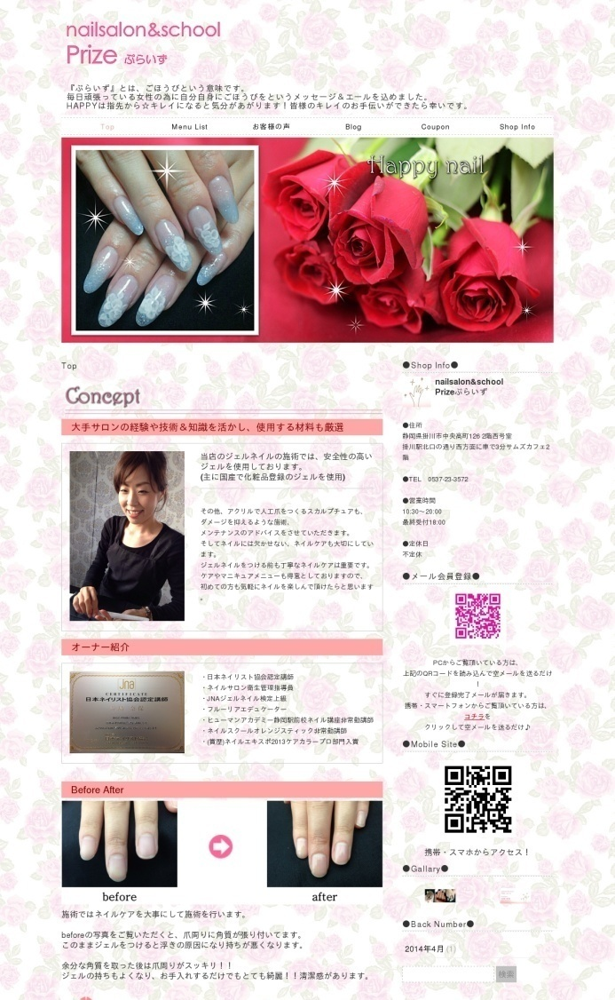 nailsalon&school
Prize ぷらいず
『ぷらいず』とは、ごほうびという意味です。
毎日頑張っている女性の為に自分自身にごほうびをというメッセージ＆エールを込めました。
HAPPYは指先から☆キレイになると気分があがります！皆様のキレイのお手伝いができたら幸いです。
Top
Menu List
お客様の声
Blog
Coupon
Shop Info
Happy nail
Top
Concept
大手サロンの経験や技術＆知識を活かし、使用する材料も厳選
当店のジェルネイルの施術では、安全性の高い
ジェルを使用しております。
(主に国産で化粧品登録のジェルを使用)
その他、アクリルで人工爪をつくるスカルプチュアも、
ダメージを抑えるような施術、
メンテナンスのアドバイスをさせていただきます。
そしてネイルには欠かせない、ネイルケアも大切にしてい
ます。
ジェルネイルをつける前も丁寧なネイルケアは重要です。
ケアやマニキュアメニューも得意としておりますので、
初めての方も気軽にネイルを楽しんで頂けたらと思います
。
オーナー紹介
Jna
CERTIFICATE
日本ネイリスト協会認定講師
・日本ネイリスト協会認定講師
・ネイルサロン衛生管理指導員
・JNAジェルネイル検定上級
・フルーリアエデュケーター
・ヒューマンアカデミー静岡駅前校ネイル講座非常勤講師
・ネイルスクールオレンジスティック非常勤講師
・(賞歴)ネイルエキスポ2013ケアカラープロ部門入賞
Before After
before
after
施術ではネイルケアを大事にして施術を行います。
beforeの写真をご覧いただくと、爪周りに角質が張り付いてます。
このままジェルをつけると浮きの原因になり持ちが悪くなります。
余分な角質を取った後は爪周りがスッキリ！！
ジェルの持ちもよくなり、お手入れするだけでもとても綺麗！！清潔感があります。
●Shop Info●
nailsalon&school
Prizeぷらいず
●住所
静岡県掛川市中央高町126 2階西号室
掛川駅北口の通り西方面に車で3分サムズカフェ2
階
●TEL 0537-23-3572
●営業時間
10:30～20:00
最終受付18:00
●定休日
不定休
●メール会員登録●
PCからご覧頂いている方は、
上記のQRコードを読み込んで空メールを送るだけ
！
すぐに登録完了メールが届きます。
携帯・スマートフォンからご覧頂いている方は、
コチラを
クリックして空メールを送るだけ♪
●Mobile Site●
携帯・スマホからアクセス！
●Gallary●
●Back Number●
2014年4月 (1)
検索